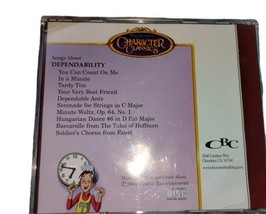 CHARACTER
CLASSICS
Songs About
DEPENDABILITY
You Can Count On Me
In a Minute
Tardy Tim
Your Very Best Friend
Dependable Ants
Serenade for Strings in C Major
Minute Waltz, Op. 64, No. 1
Hungarian Dance #6 in D flat Major
Barcarolle from The Tales of Hoffman
Soldier's Chorus from Faust
CBC
Entertainment